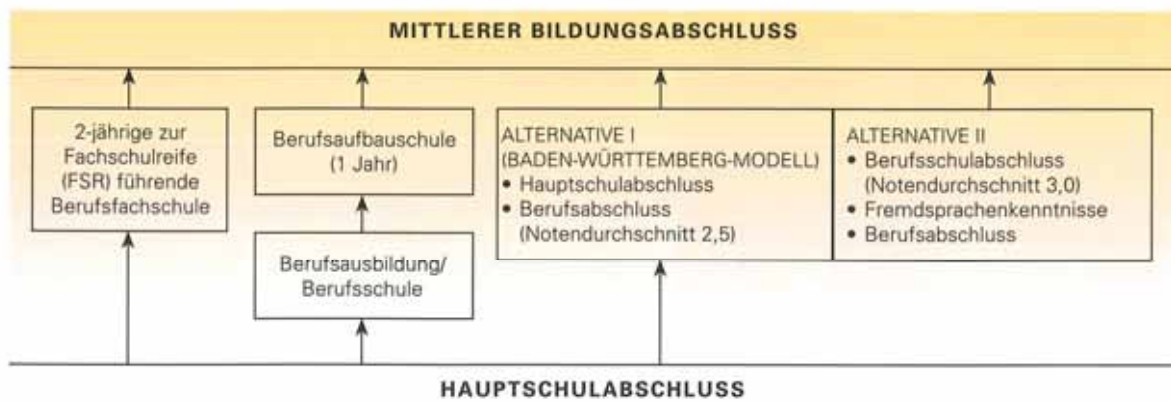 MITTLERER BILDUNGSABSCHLUSS
2-jährige zur
Fachschulreife
(FSR) führende
Berufsfachschule
Berufsaufbauschule
(1 Jahr)
Berufsausbildung/
Berufsschule
ALTERNATIVE I
(BADEN-WÜRTTEMBERG-MODELL)
• Hauptschulabschluss
• Berufsabschluss
(Notendurchschnitt 2,5)
ALTERNATIVE II
• Berufsschulabschluss
(Notendurchschnitt 3,0)
• Fremdsprachenkenntnisse
• Berufsabschluss
HAUPTSCHULABSCHLUSS